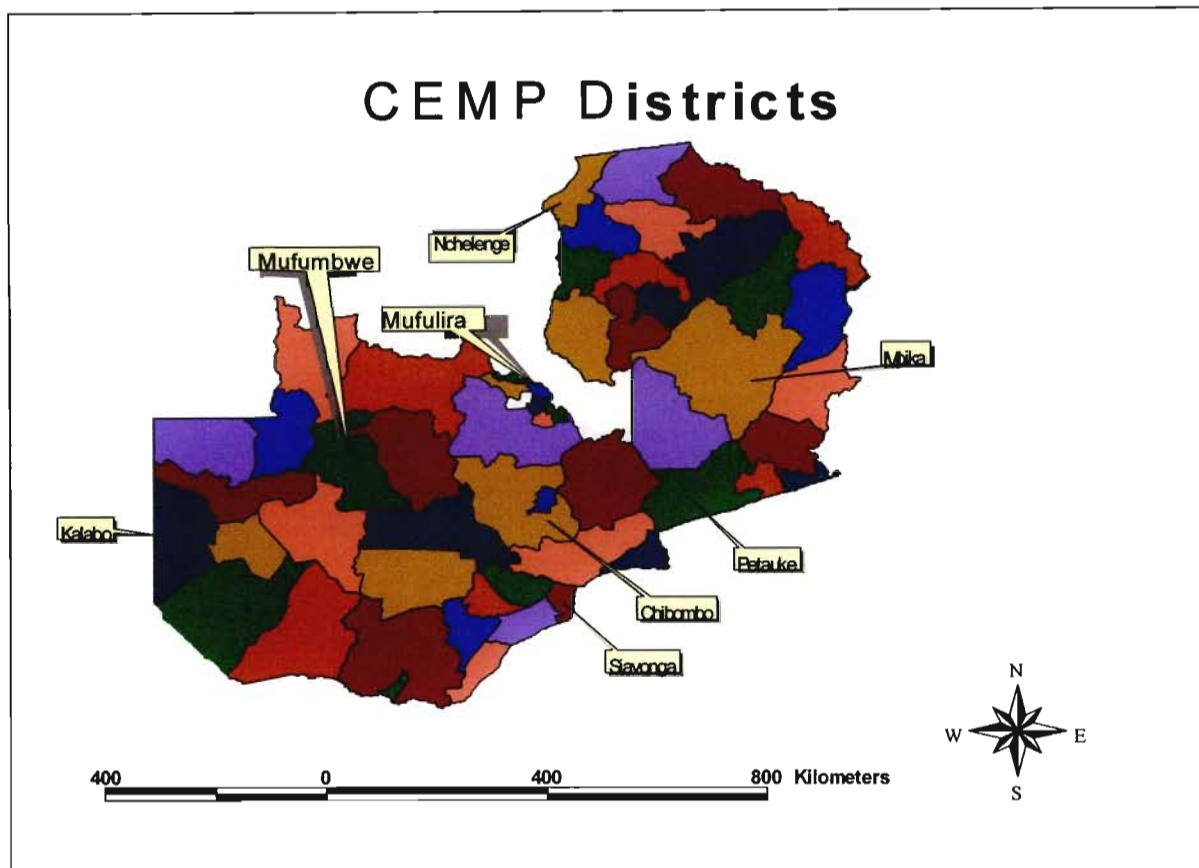 CEMP Districts
Nchelenge
Mufumbwe
Mufulira
Mpika
Kalabo
Petauke
Chibombo
Siavonga
N
W E
S
400 0 400 800 Kilometers